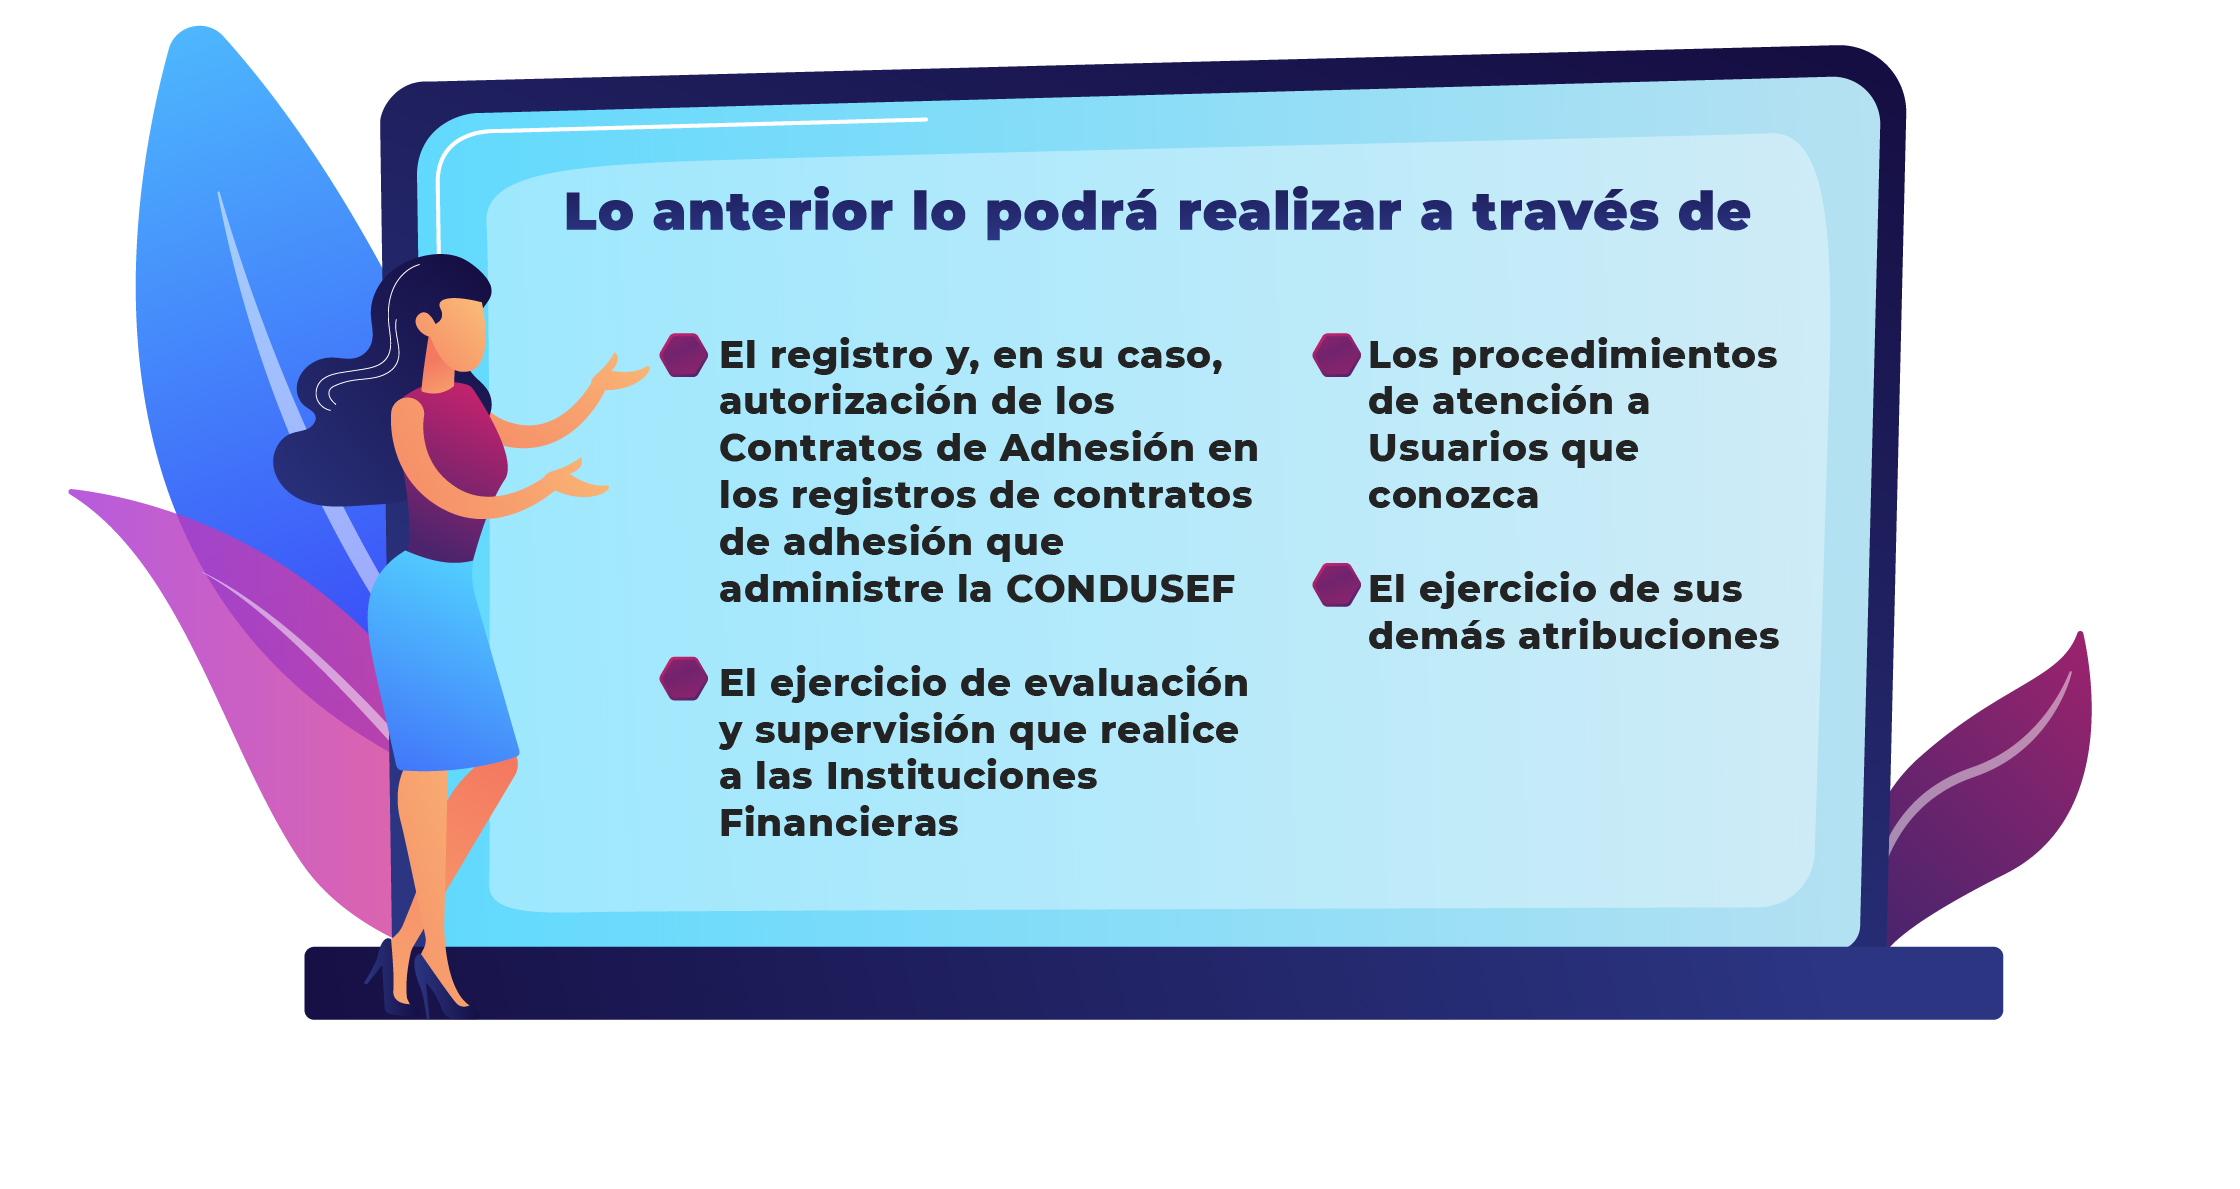 Lo anterior lo podrá realizar a través de
El registro y, en su caso,
autorización de los
Contratos de Adhesión en
los registros de contratos
de adhesión que
administre la CONDUSEF
El ejercicio de evaluación
y supervisión que realice
a las Instituciones
Financieras
Los procedimientos
de atención a
Usuarios que
conozca
El ejercicio de sus
demás atribuciones